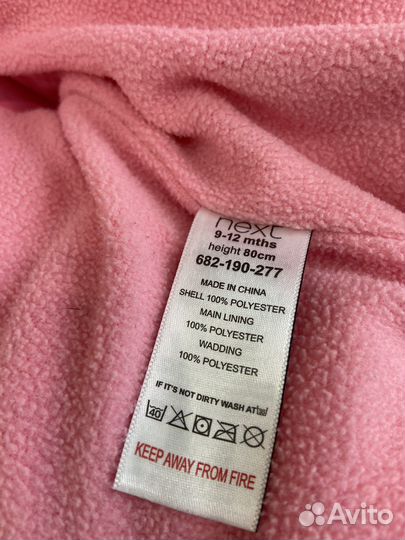 next
9-12 mths
height 80cm
682-190-277
MADE IN CHINA
SHELL 100% POLYESTER
MAIN LINING
100% POLYESTER
WADDING
100% POLYESTER
IF IT'S NOT DIRTY WASH AT
40
KEEP AWAY FROM FIRE
Avito